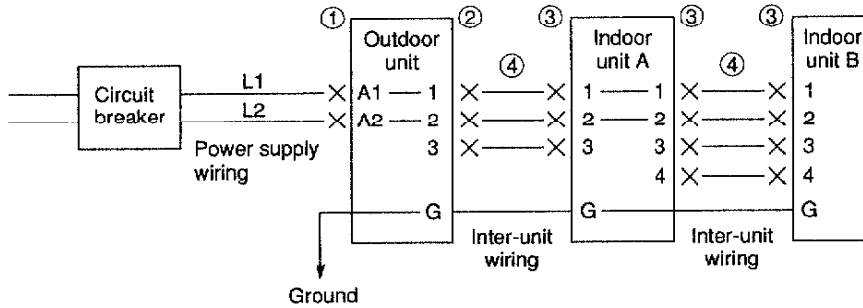 ① ② ③ ③ ③
Outdoor unit
Indoor unit A
Indoor unit B
④ ④
Circuit breaker
L1
L2
A1 1
A2 2
3
1 1
2 2
3 3
4
1
2
3
4
Power supply wiring
G G G
Inter-unit wiring
Inter-unit wiring
Ground